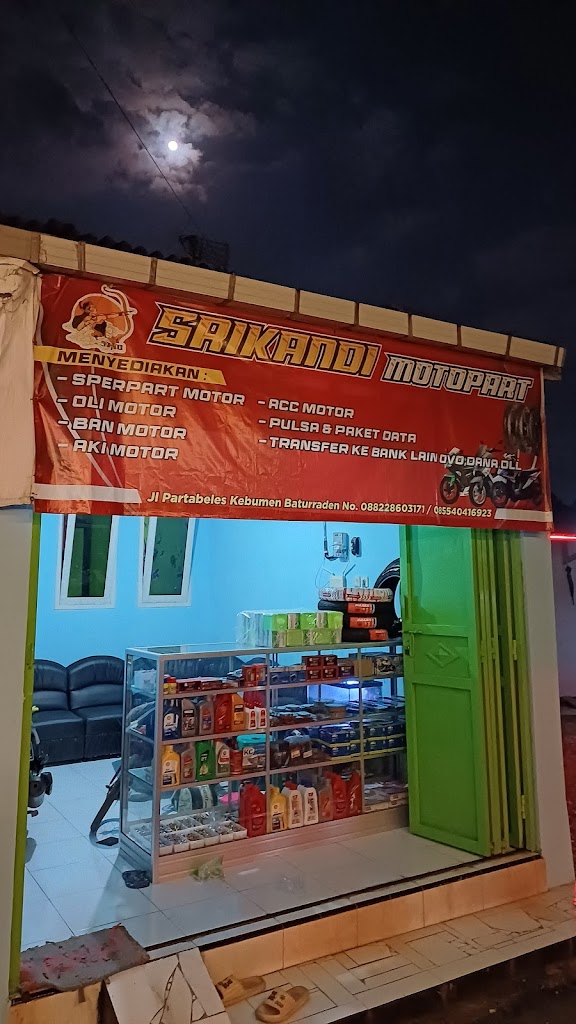 SRIKANDI MOTOPART
MENYEDIAKAN :
- SPERPART MOTOR
- OLI MOTOR
- BAN MOTOR
- AKI MOTOR
- ACC MOTOR
- PULSA & PAKET DATA
- TRANSFER KE BANK LAIN OVO,DANA DLL
Jl Partabeles Kebumen Baturraden No. 088228603171 / 085540416923